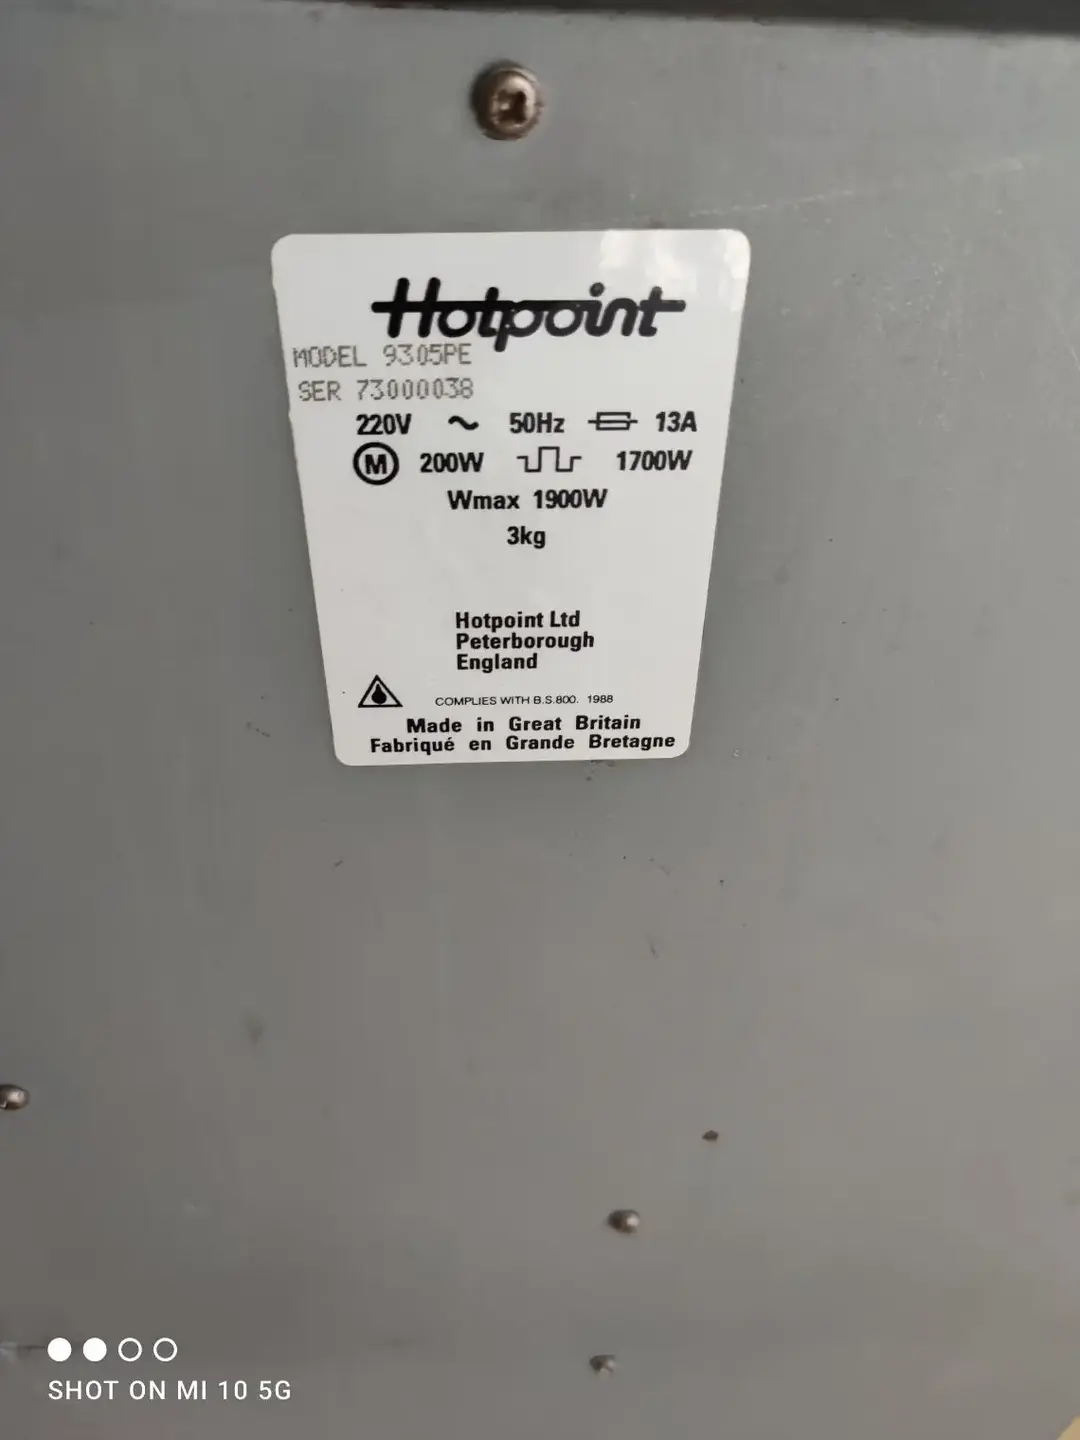 Hotpoint
MODEL 9305PE
SER 73000038
220V ~ 50Hz 13A
M 200W 1700W
Wmax 1900W
3kg
Hotpoint Ltd
Peterborough
England
COMPLIES WITH B.S.800. 1988
Made in Great Britain
Fabriqué en Grande Bretagne
SHOT ON MI 10 5G